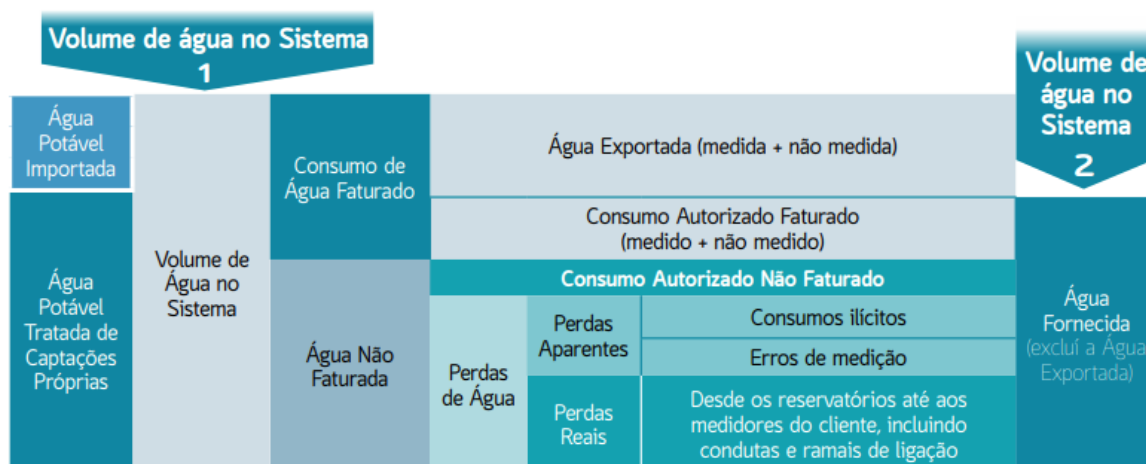 Volume de água no Sistema
1
Volume de
água no
Sistema
2
Água
Potável
Importada
Água
Potável
Tratada de
Captações
Próprias
Volume de
Água no
Sistema
Consumo de
Água Faturado
Água Não
Faturada
Água Exportada (medida + não medida)
Consumo Autorizado Faturado
(medido + não medido)
Consumo Autorizado Não Faturado
Perdas
de Água
Perdas
Aparentes
Consumos ilícitos
Erros de medição
Perdas
Reais
Desde os reservatórios até aos
medidores do cliente, incluindo
condutas e ramais de ligação
Água
Fornecida
(excluí a Água
Exportada)